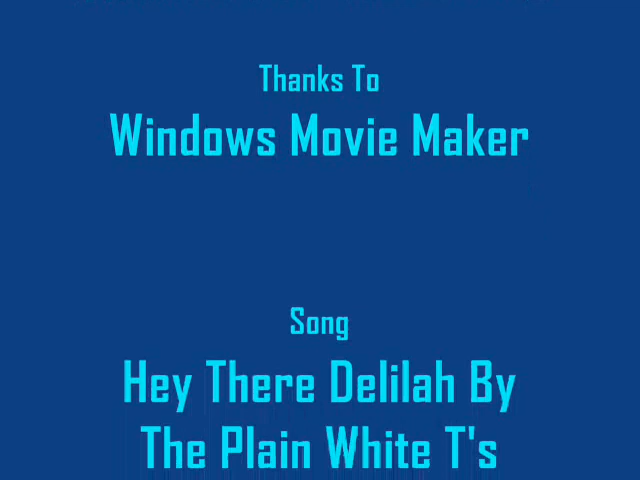 Thanks To
Windows Movie Maker
Song
Hey There Delilah By
The Plain White T's